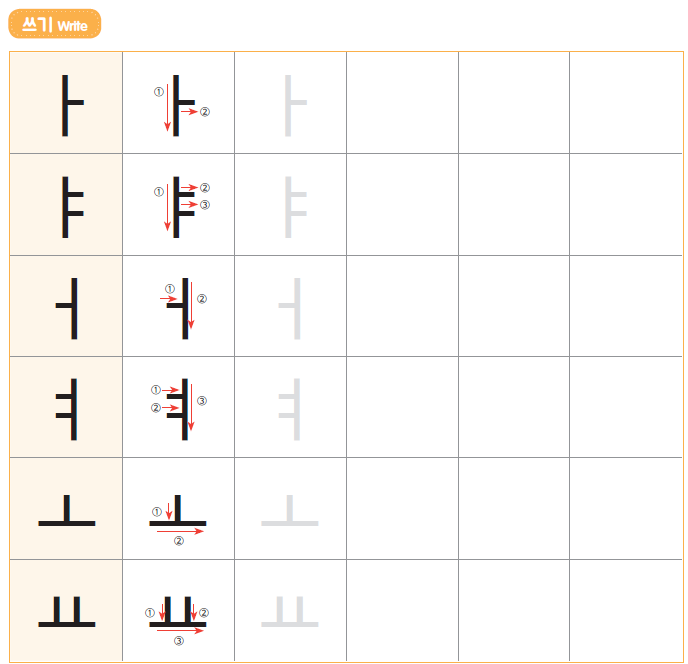 쓰기 Write
ㅏ ① ② ㅏ ㅏ
ㅑ ① ② ③ ㅑ ㅑ
ㅓ ① ② ㅓ ㅓ
ㅕ ① ② ③ ㅕ ㅕ
ㅗ ① ② ㅗ ㅗ
ㅛ ① ② ③ ㅛ ㅛ